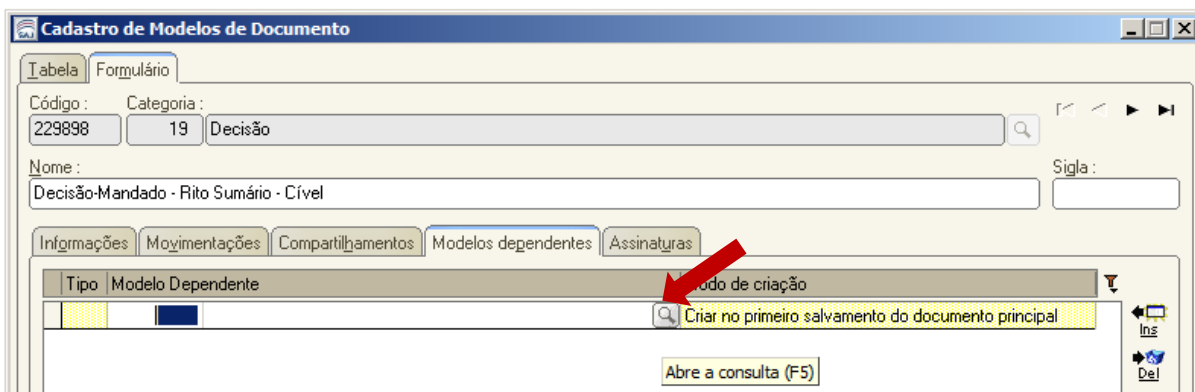 Cadastro de Modelos de Documento
Tabela Formulário
Código : Categoria :
229898 19 Decisão
Nome : Sigla :
Decisão-Mandado - Rito Sumário - Cível
Informações Movimentações Compartilhamentos Modelos dependentes Assinaturas
Tipo Modelo Dependente odo de criação
Criar no primeiro salvamento do documento principal
Ins
Abre a consulta (F5)
Del